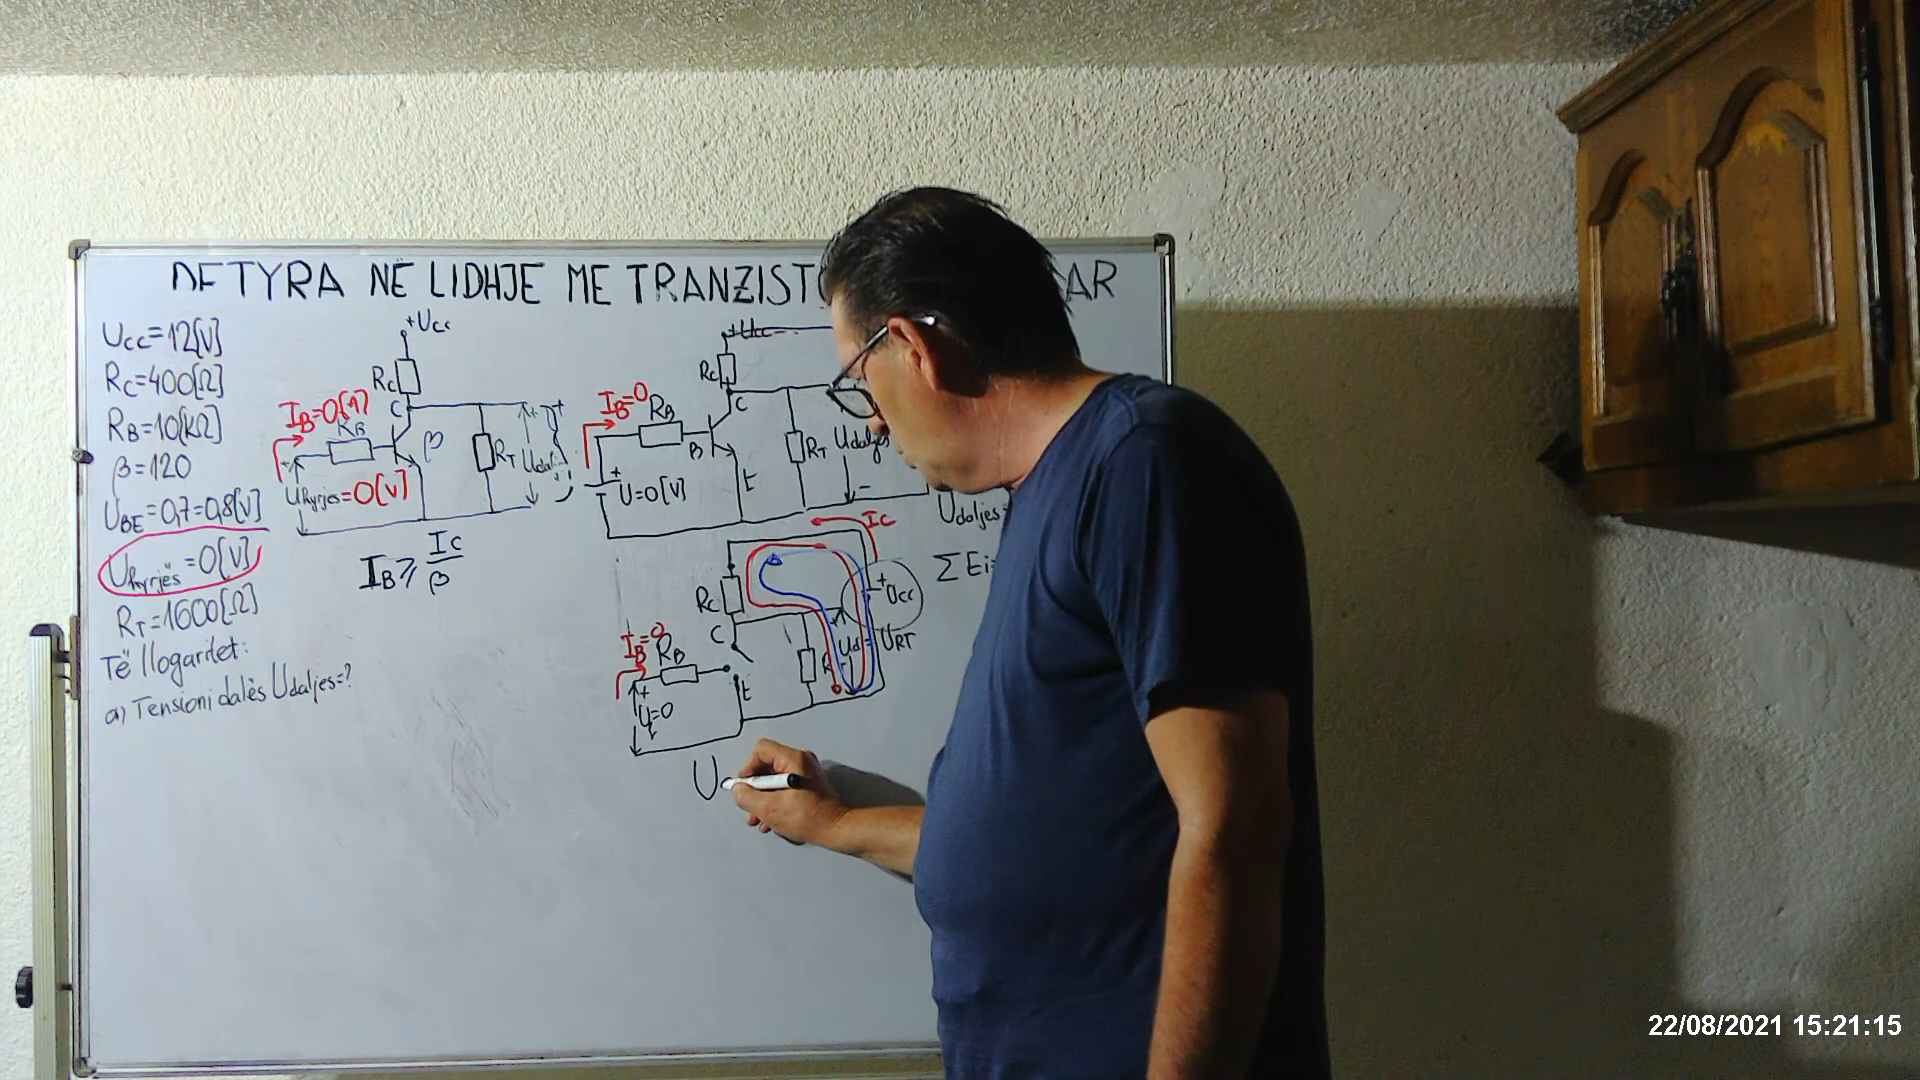 DETYRA NË LIDHJE ME TRANZIST AR
Ucc=12[V]
Rc=400[Ω]
RB=10[kΩ]
β=120
UBE=0,7=0,8[V]
Uhyrjës=0[V]
RT=1600[Ω]
Të llogaritet:
a) Tensioni dalës Udaljes=?
+Ucc
Rc
C
IB=0[A]
RB
β
RT
Udal
+
Uhyrjes=0[V]
IB ≥ Ic/β
+Ucc
Rc
C
IB=0
RB
B
E
RT
Udaljes
+
U=0[V]
-
Udaljes=
ΣEi=
Ic
Rc
C
+
Ucc
Ud=URT
R
IB=0
RB
E
+
U=0
U
22/08/2021 15:21:15